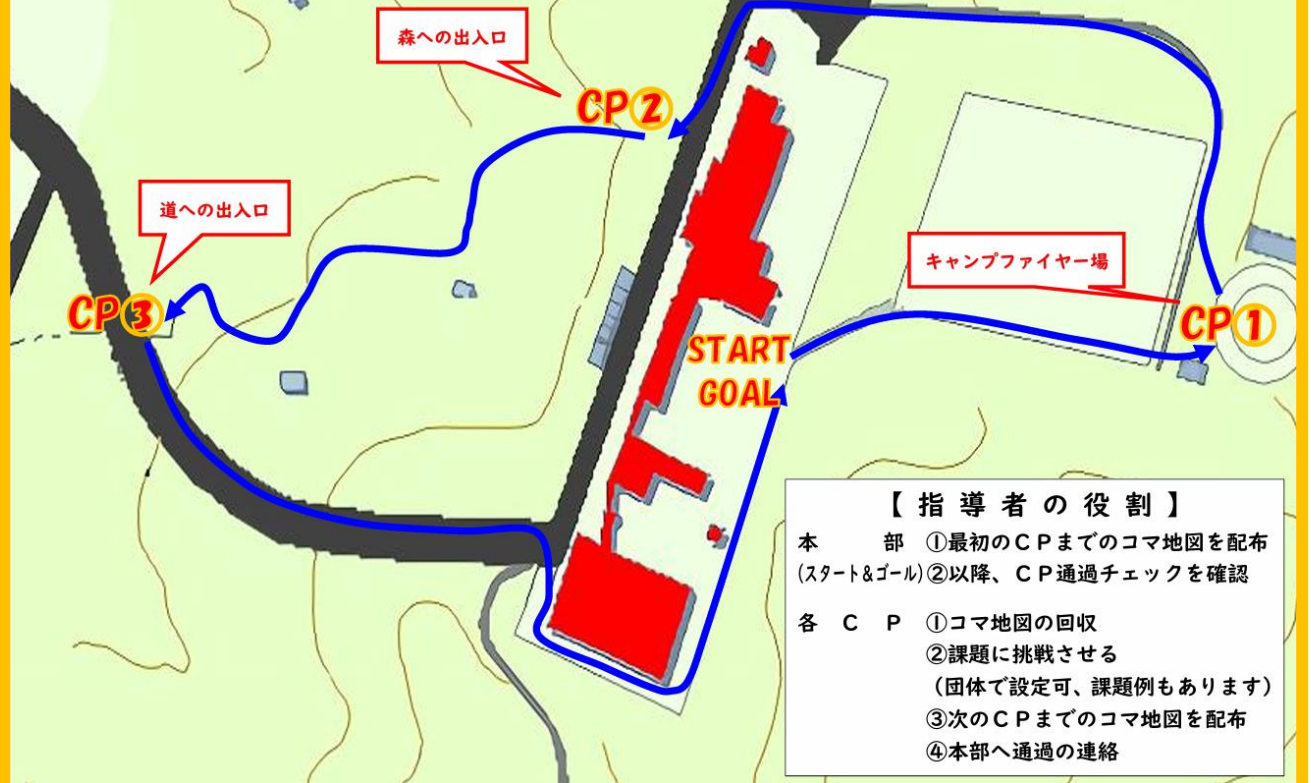 森への出入口
CP②
道への出入口
CP③
キャンプファイヤー場
CP①
START
GOAL
【指導者の役割】
本部 ①最初のCPまでのコマ地図を配布
(スタート&ゴール)②以降、CP通過チェックを確認
各CP ①コマ地図の回収
②課題に挑戦させる
(団体で設定可、課題例もあります)
③次のCPまでのコマ地図を配布
④本部へ通過の連絡